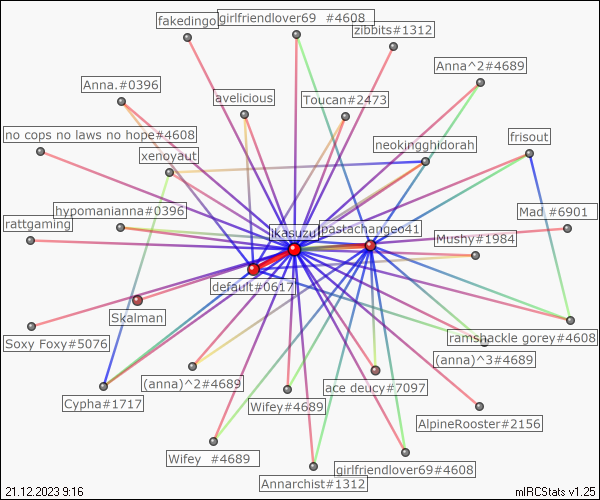 fakedingo
girlfriendlover69 #4608
zibbits#1312
Anna^2#4689
Anna.#0396
avelicious
Toucan#2473
no cops no laws no hope#4608
neokingghidorah
frisout
xenoyaut
rattgaming
hypomanianna#0396
ikasuzu
pastachangeo41
Mad #6901
Mushy#1984
default#0617
Skalman
Soxy Foxy#5076
ramshackle gorey#4608
(anna)^3#4689
(anna)^2#4689
ace deucy#7097
Cypha#1717
Wifey#4689
AlpineRooster#2156
Wifey #4689
girlfriendlover69#4608
Annarchist#1312
21.12.2023 9:16
mIRCStats v1.25